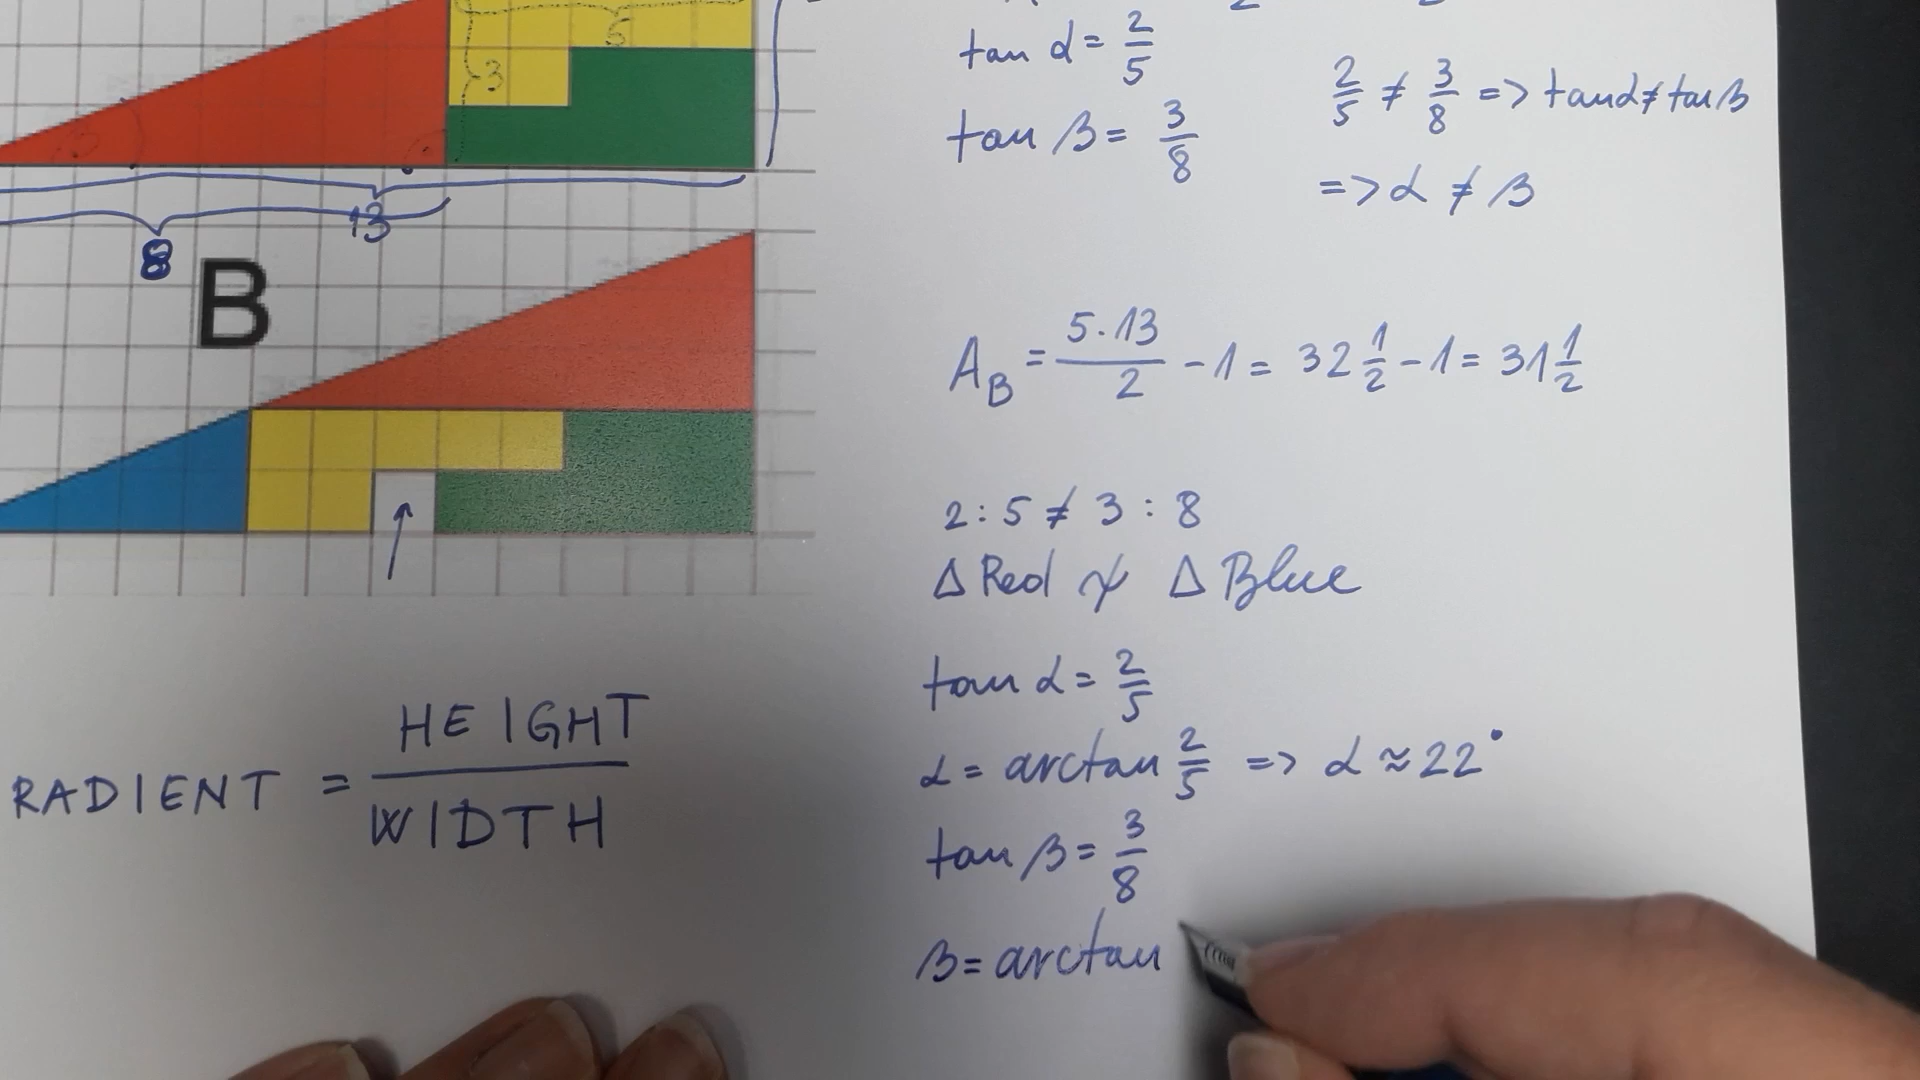 5
3
13
8
B
RADIENT = HEIGHT / WIDTH
tan α = 2/5
tan β = 3/8
2/5 ≠ 3/8 => tan α ≠ tan β
=> α ≠ β
A_B = 5·13/2 - 1 = 32 1/2 - 1 = 31 1/2
2 : 5 ≠ 3 : 8
Δ Red ≁ Δ Blue
tan α = 2/5
α = arctan 2/5 => α ≈ 22°
tan β = 3/8
β = arctan